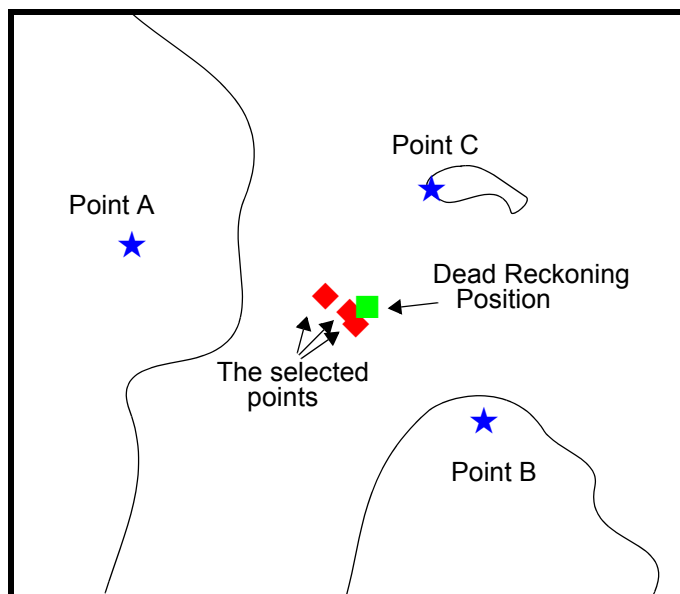 Point C
Point A
Dead Reckoning
Position
The selected
points
Point B